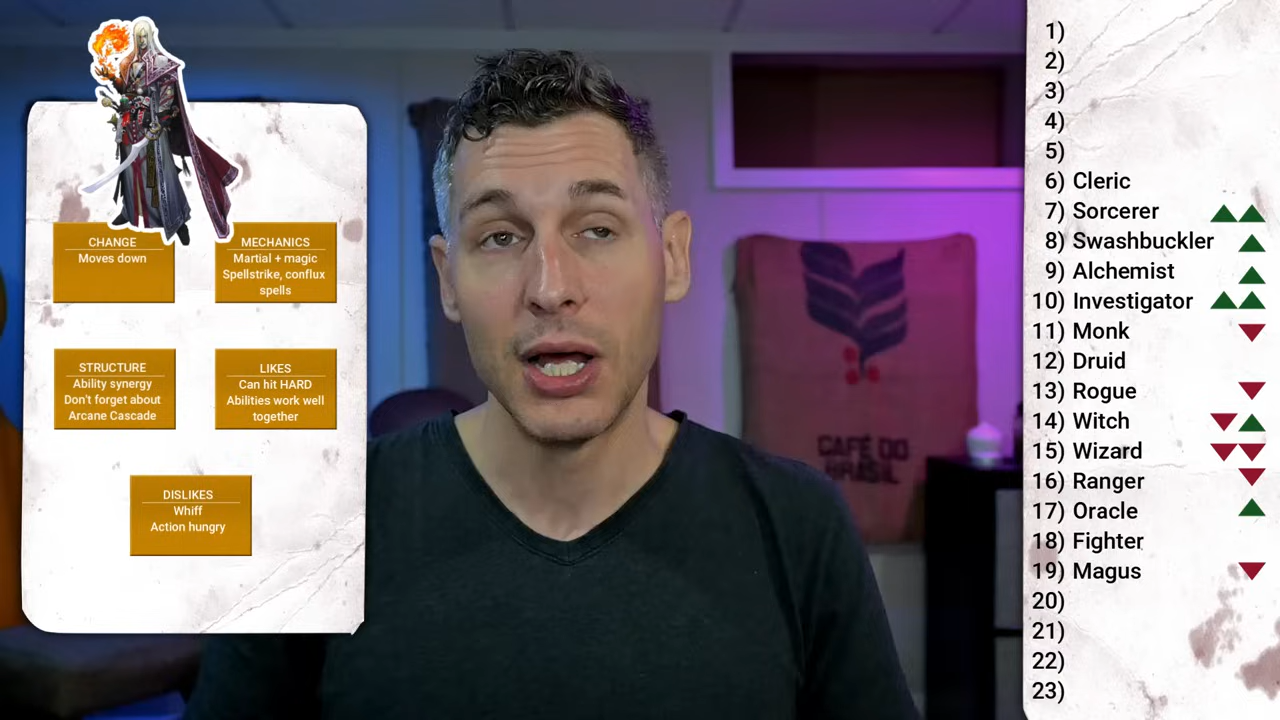 CHANGE
Moves down
MECHANICS
Martial + magic
Spellstrike, conflux
spells
STRUCTURE
Ability synergy
Don't forget about
Arcane Cascade
LIKES
Can hit HARD
Abilities work well
together
DISLIKES
Whiff
Action hungry
CAFÉ DO
BRASIL
1)
2)
3)
4)
5)
6) Cleric
7) Sorcerer
8) Swashbuckler
9) Alchemist
10) Investigator
11) Monk
12) Druid
13) Rogue
14) Witch
15) Wizard
16) Ranger
17) Oracle
18) Fighter
19) Magus
20)
21)
22)
23)